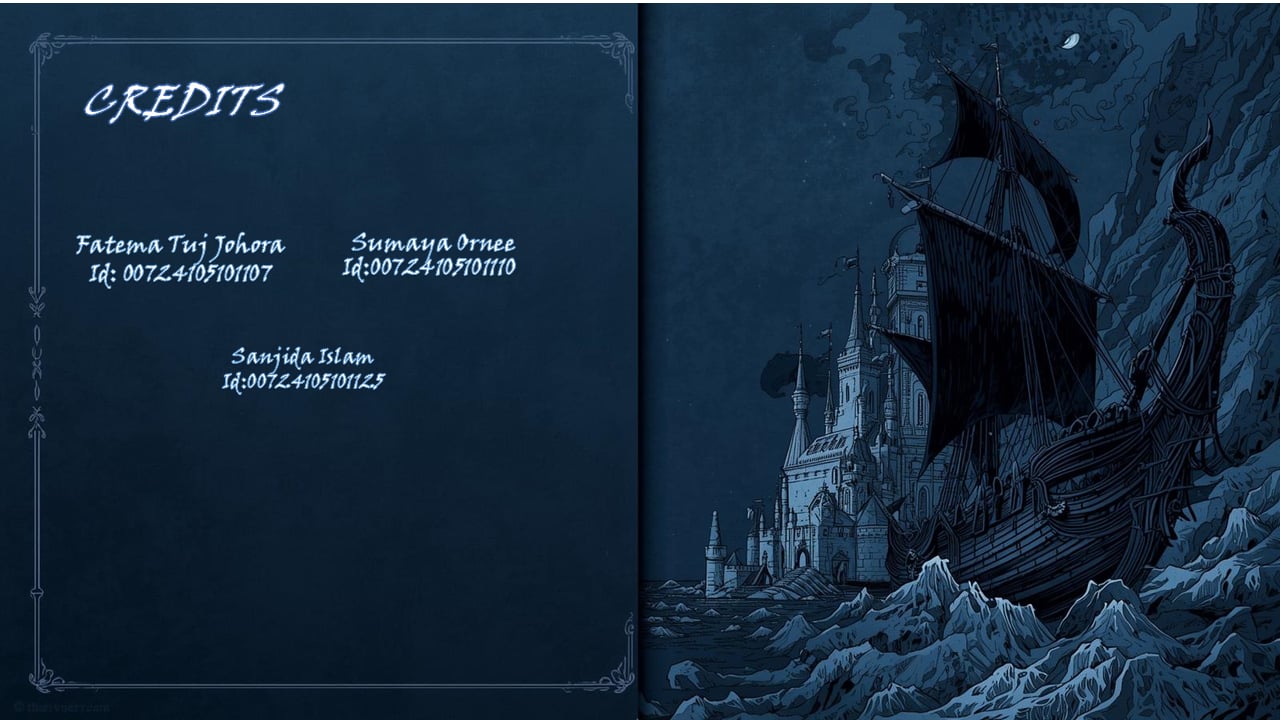 CREDITS
Fatema Tuj Johora
Id: 00724105101107
Sumaya Ornee
Id:00724105101110
Sanjida Islam
Id:00724105101125